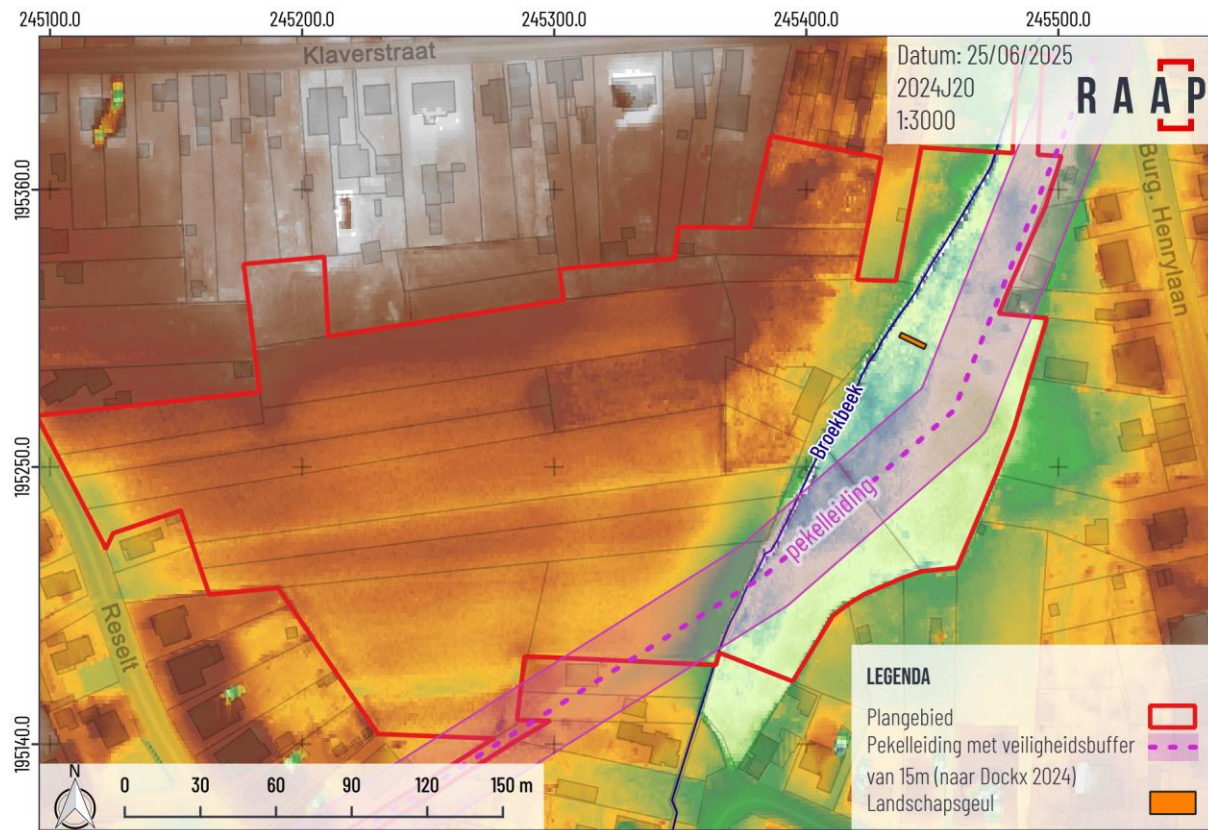 245100.0 245200.0 245300.0 245400.0 245500.0
Klaverstraat
Datum: 25/06/2025
2024J20
1:3000
RAAP
Burg. Henrylaan
195360.0
195250.0
195140.0
Broekbeek
pekelleiding
Reselt
N
0 30 60 90 120 150 m
LEGENDA
Plangebied
Pekelleiding met veiligheidsbuffer
van 15m (naar Dockx 2024)
Landschapsgeul